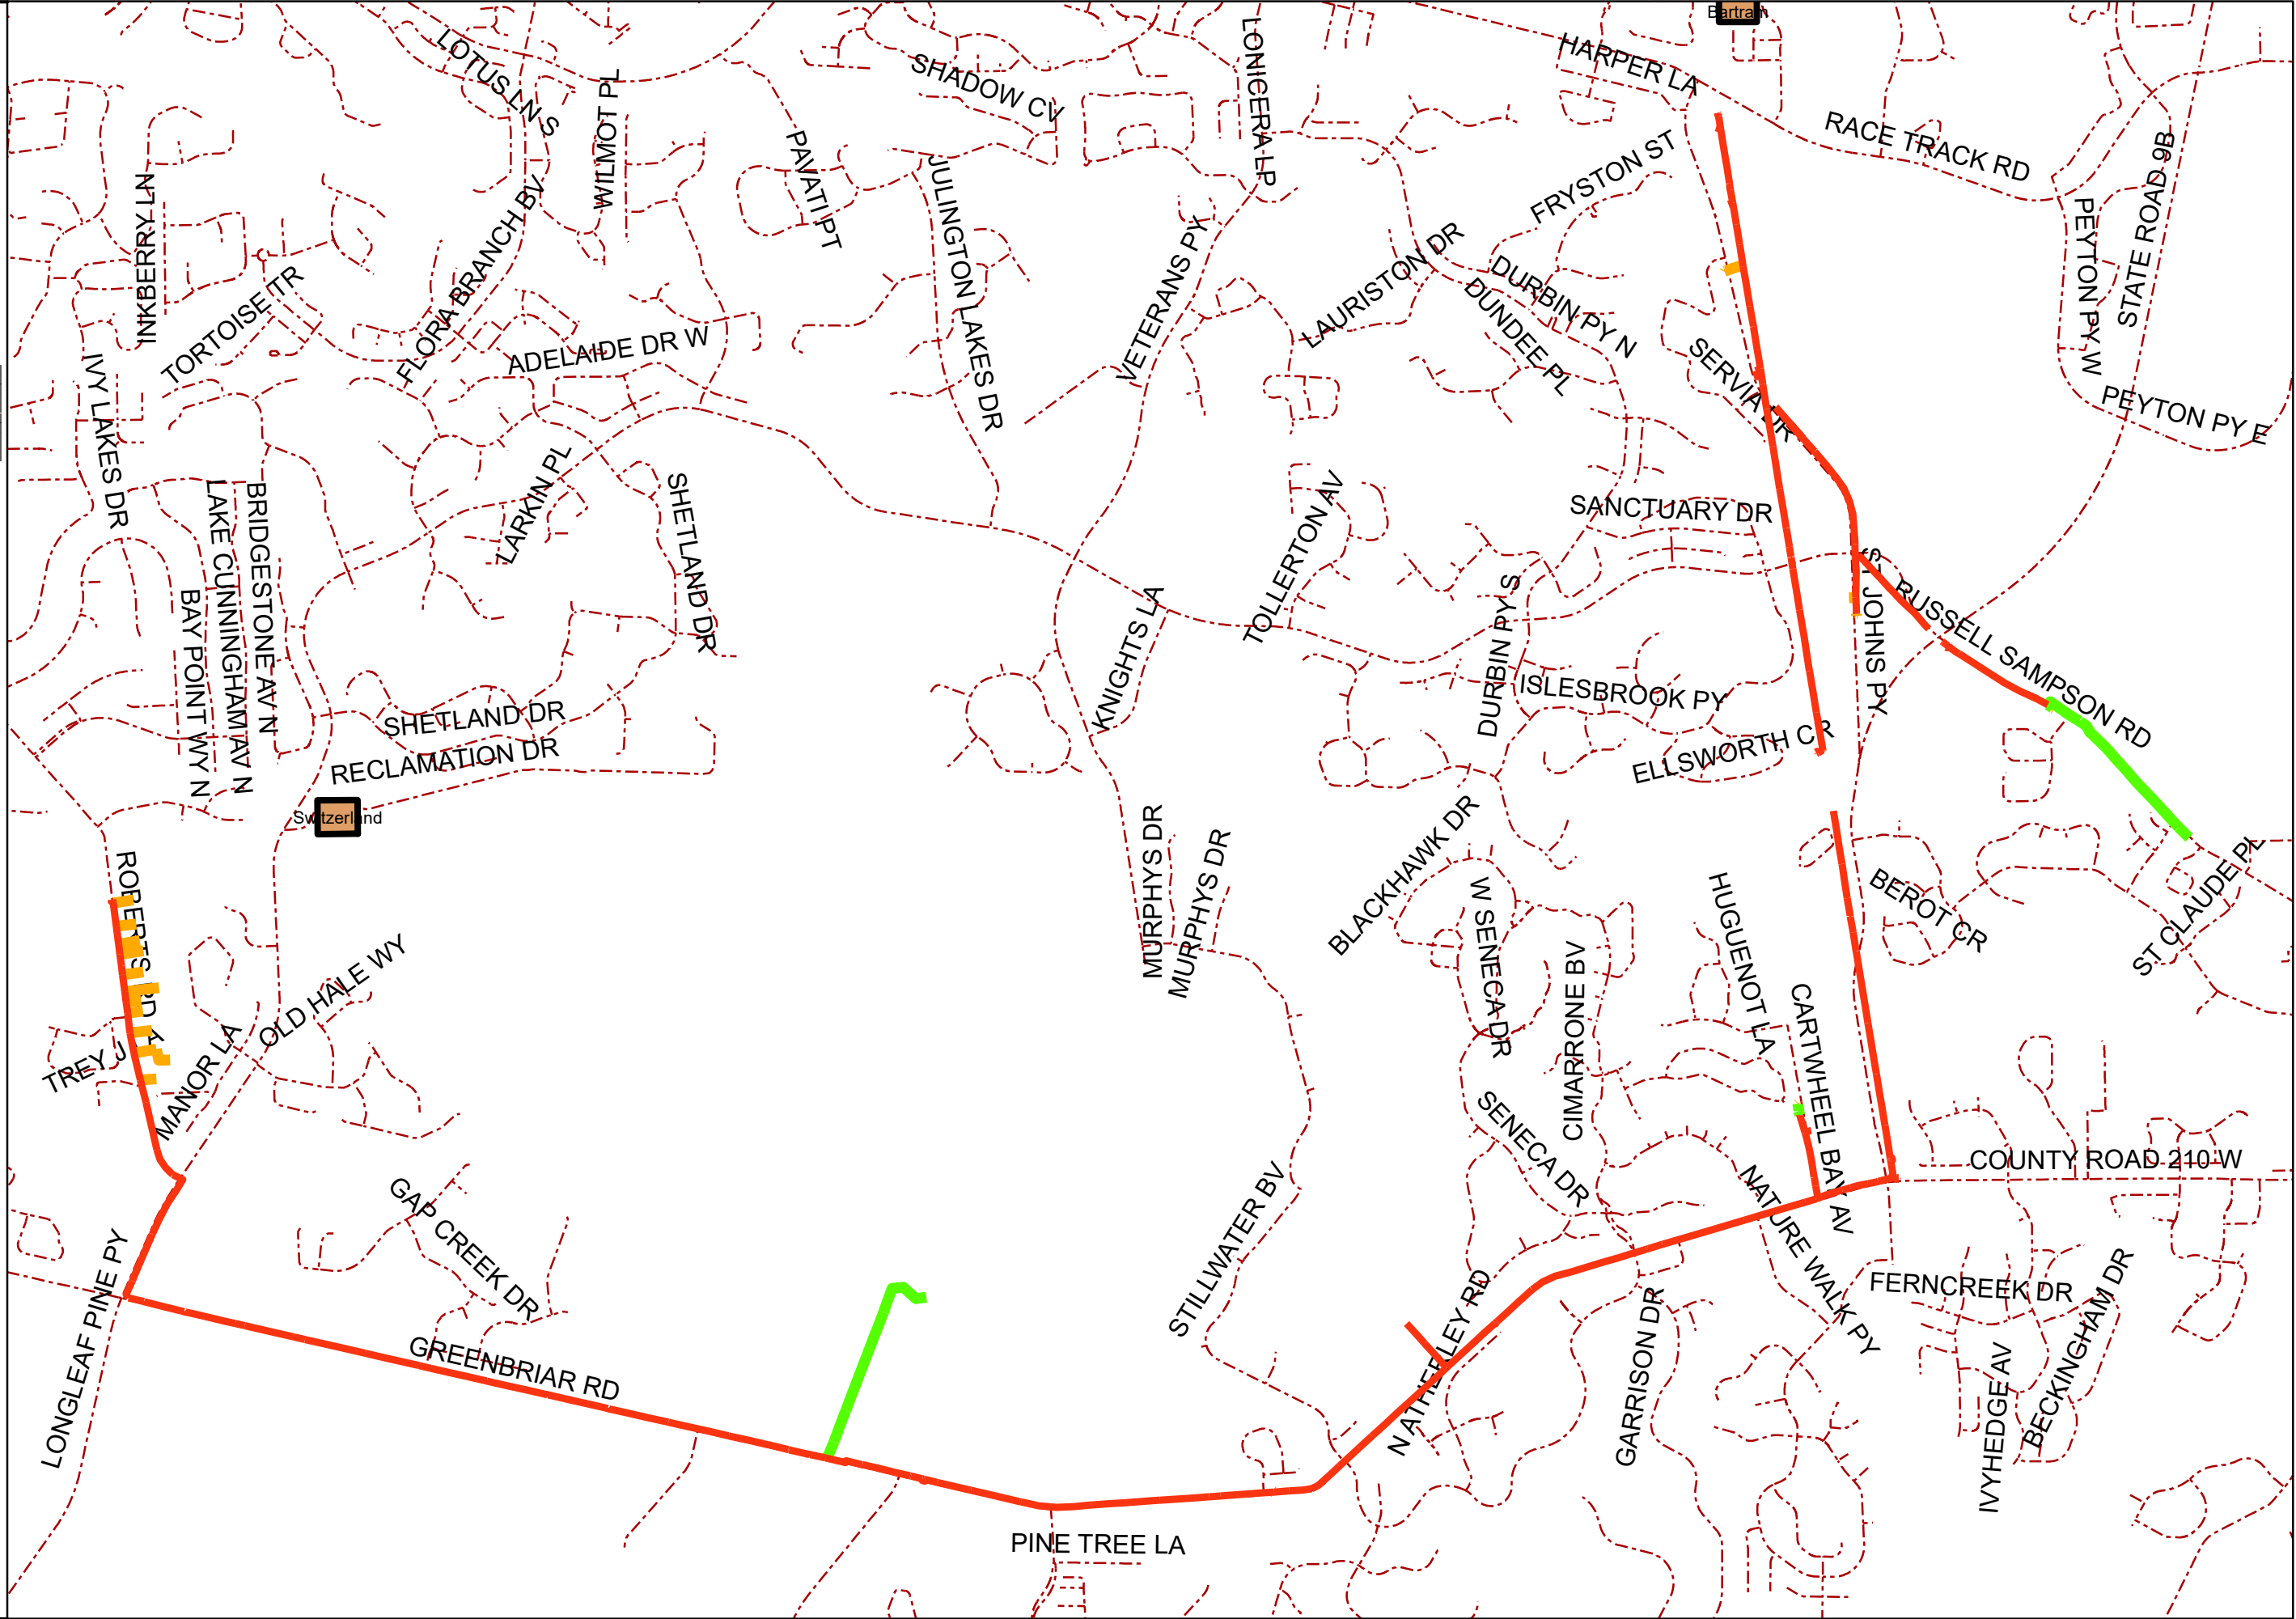 Bartram
HARPER LA
LOTUS LN S
SHADOW CV
LONICERA LP
WILMOT PL
RACE TRACK RD
PAVATI PT
FRYSTON ST
STATE ROAD 9B
JULINGTON LAKES DR
INKBERRY LN
FLORA BRANCH BV
VETERANS PY
PEYTON PY W
LAURISTON DR
DURBIN PY N
TORTOISE TR
DUNDEE PL
ADELAIDE DR W
SERVIA DR
IVY LAKES DR
PEYTON PY E
LARKIN PL
SHETLAND DR
TOLLERTON AV
SANCTUARY DR
LAKE CUNNINGHAM AV N
BRIDGESTONE AV N
ST JOHNS PY
BAY POINT WY N
KNIGHTS LA
DURBIN PY S
RUSSELL SAMPSON RD
ISLESBROOK PY
SHETLAND DR
RECLAMATION DR
ELLSWORTH CR
Switzerland
MURPHYS DR
MURPHYS DR
BLACKHAWK DR
ROBERTS RD
W SENECA DR
HUGUENOT LA
BEROT CR
ST CLAUDE PL
OLD HALE WY
CIMARRONE BV
CARTWHEEL BAY AV
TREY J LA
MANOR LA
SENECA DR
COUNTY ROAD 210 W
STILLWATER BV
NATURE WALK PY
GAP CREEK DR
LONGLEAF PINE PY
N ATHERLEY RD
GARRISON DR
FERNCREEK DR
BECKINGHAM DR
GREENBRIAR RD
IVYHEDGE AV
PINE TREE LA